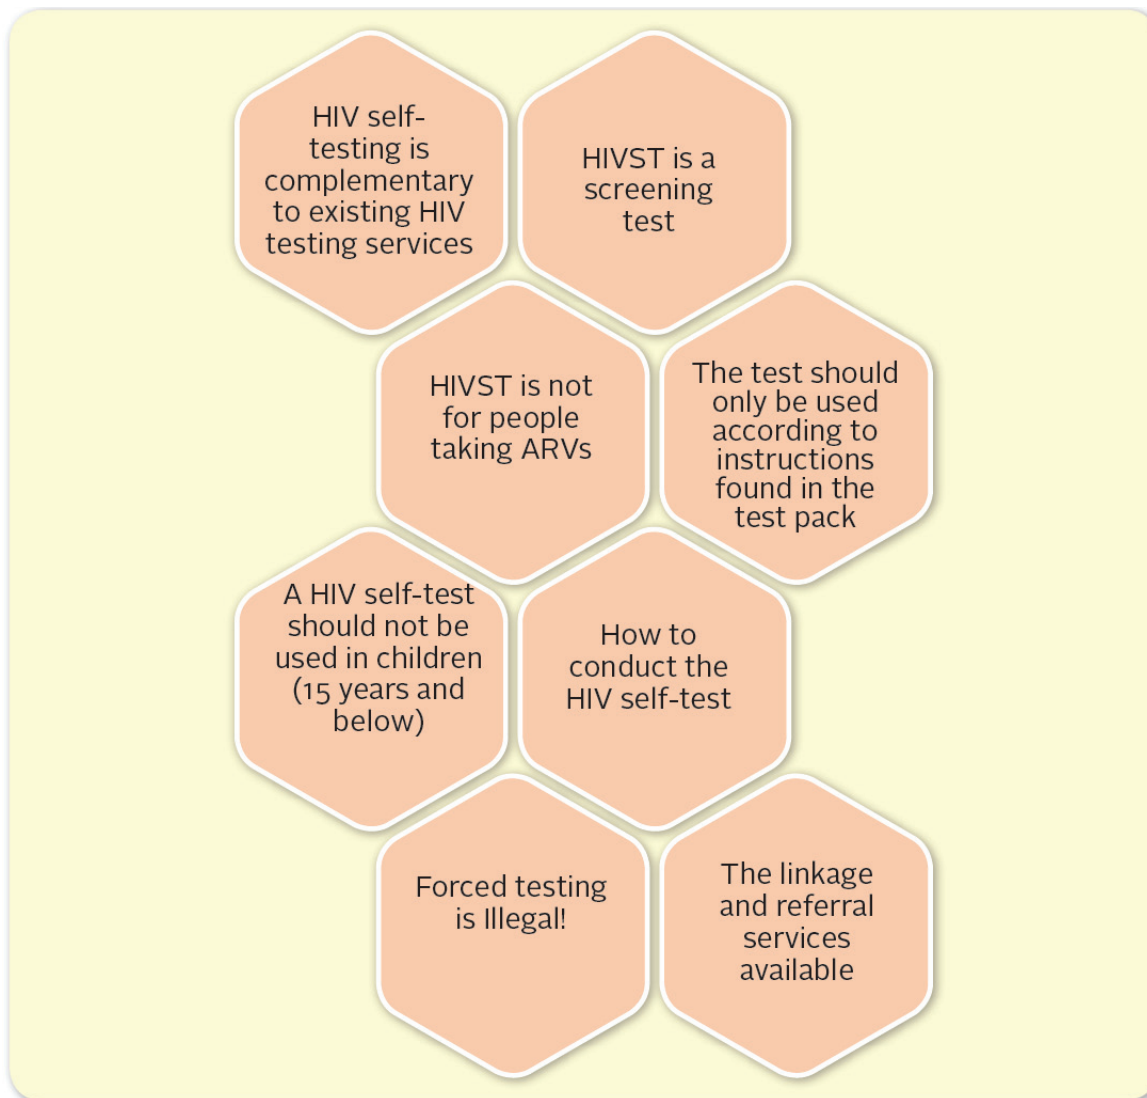 HIV self-
testing is
complementary
to existing HIV
testing services
HIVST is a
screening
test
HIVST is not
for people
taking ARVs
The test should
only be used
according to
instructions
found in the
test pack
A HIV self-test
should not be
used in children
(15 years and
below)
How to
conduct the
HIV self-test
Forced testing
is Illegal!
The linkage
and referral
services
available